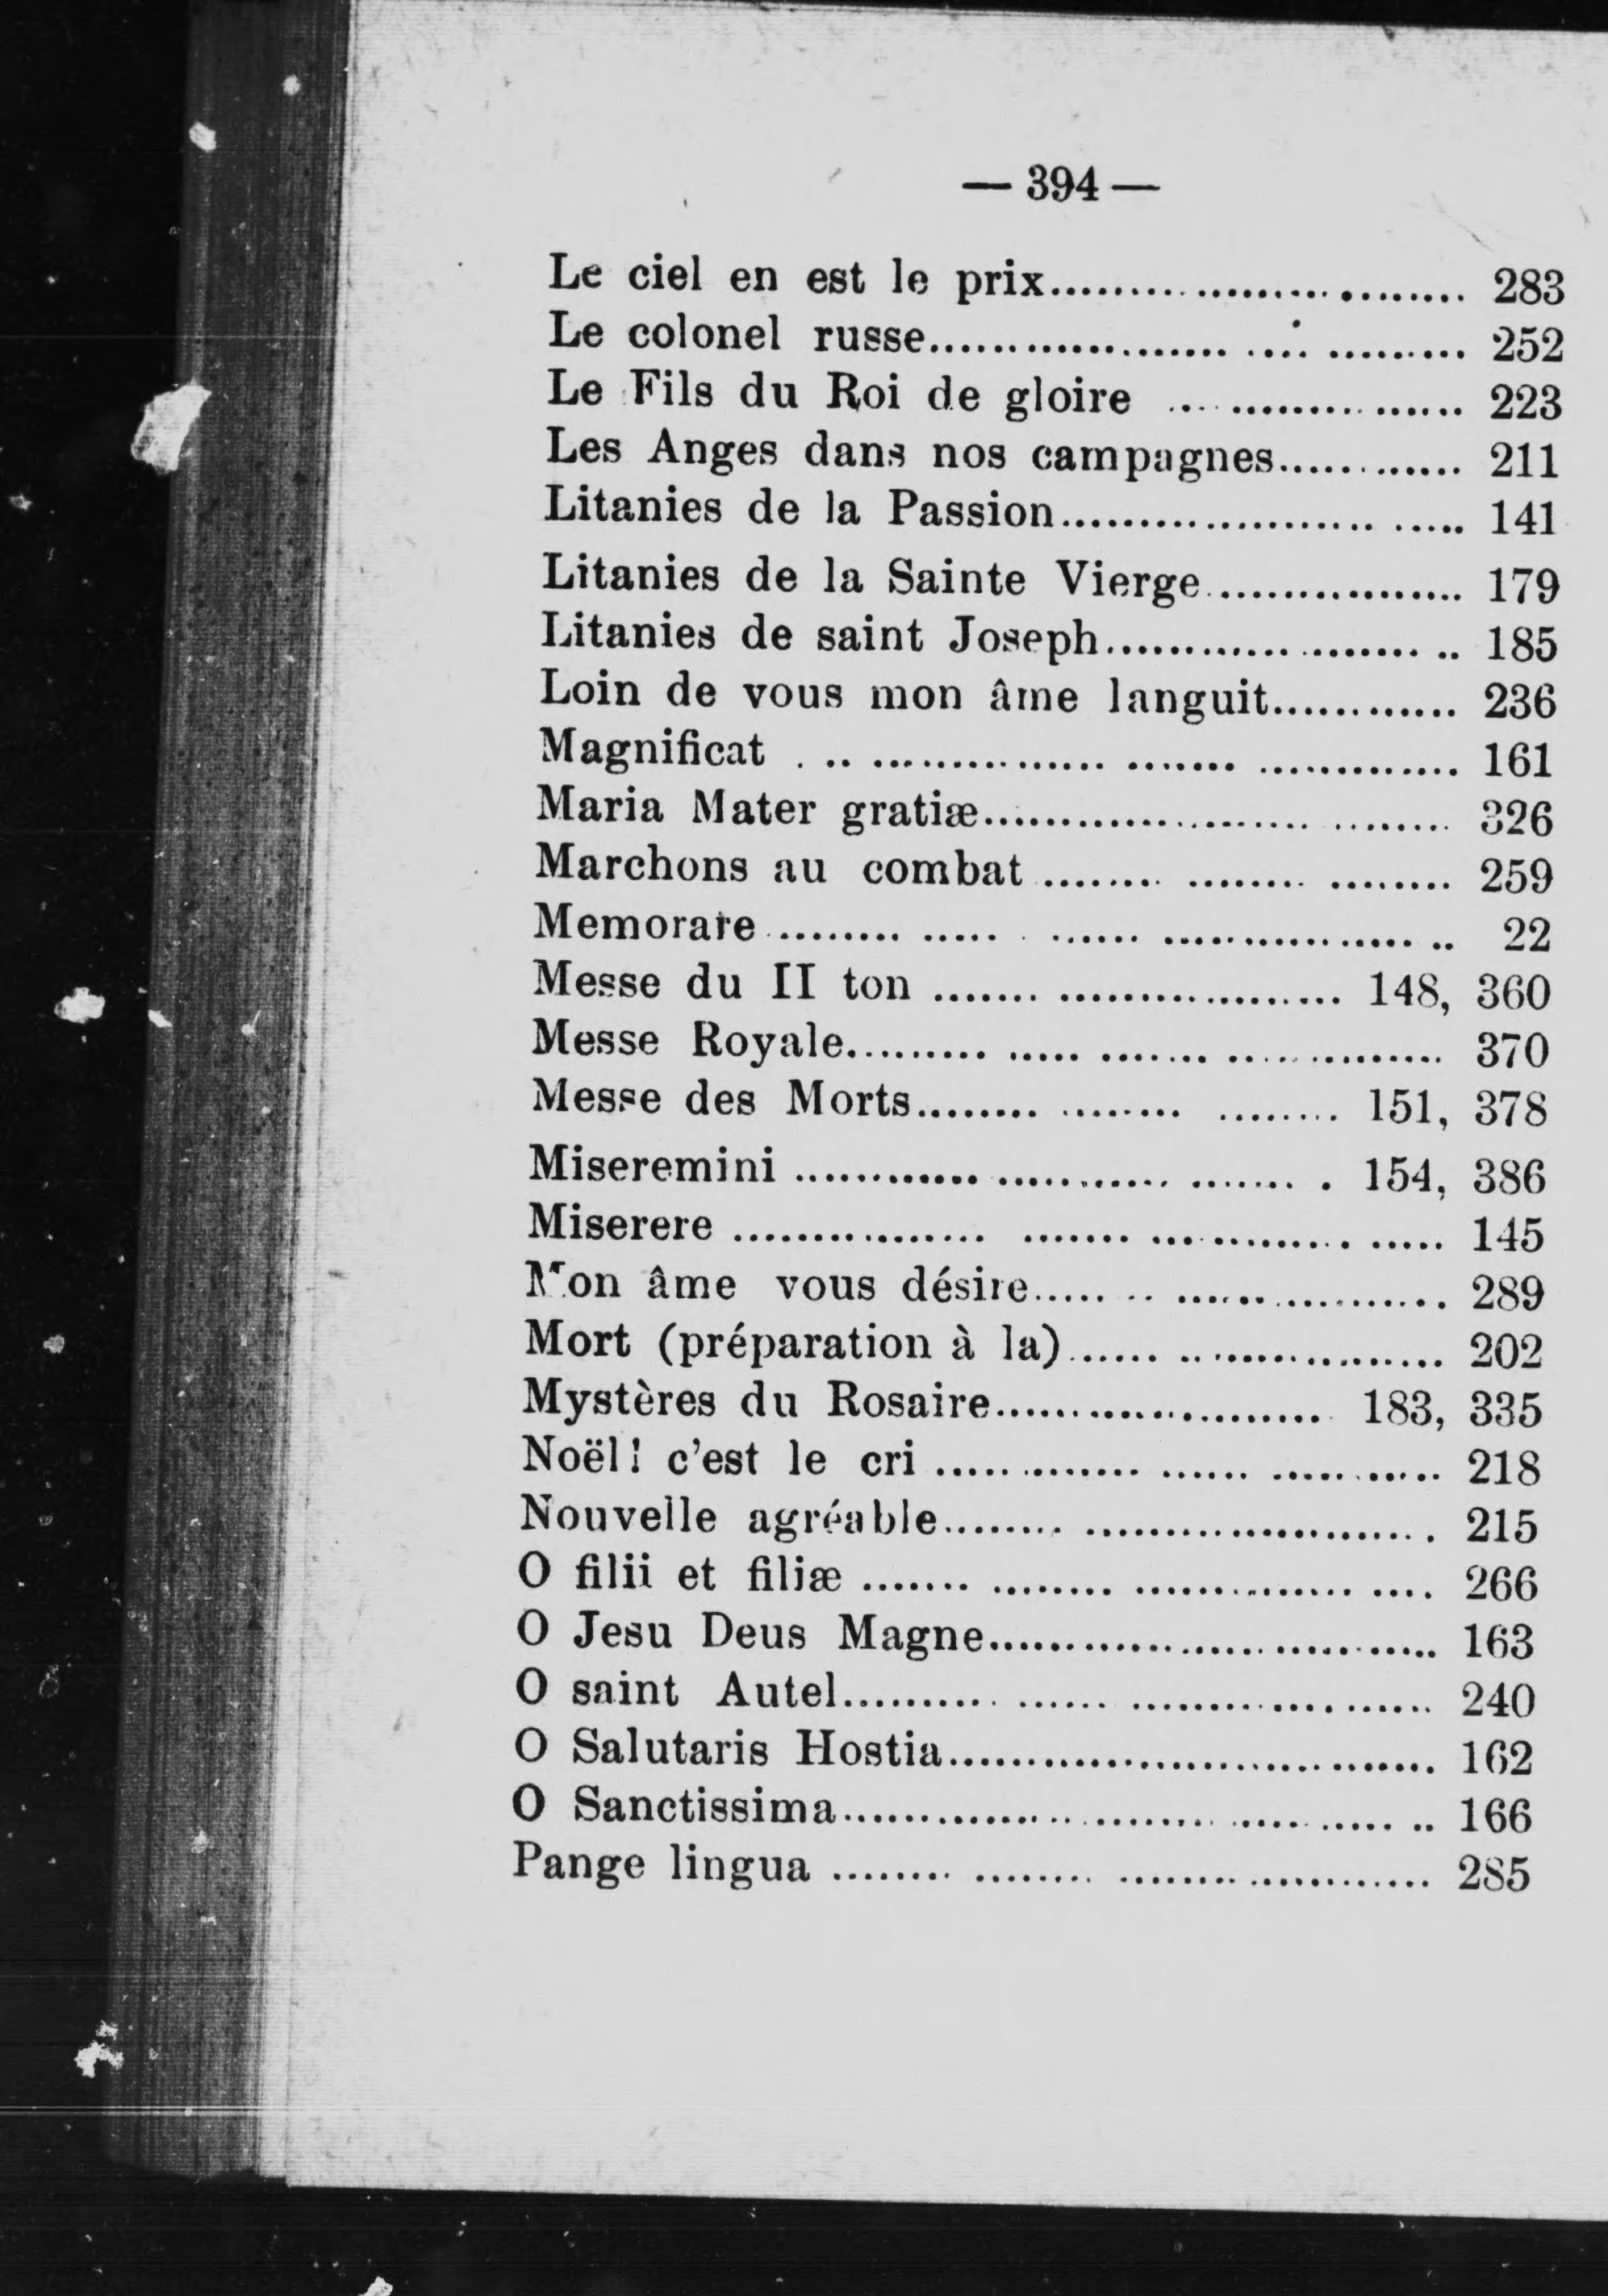 — 394 —
Le ciel en est le prix........................... 283
Le colonel russe................................. 252
Le Fils du Roi de gloire ................... 223
Les Anges dans nos campagnes............ 211
Litanies de la Passion.......................... 141
Litanies de la Sainte Vierge................. 179
Litanies de saint Joseph...................... 185
Loin de vous mon âme languit............ 236
Magnificat ........................................ 161
Maria Mater gratiæ............................. 326
Marchons au combat ......................... 259
Memorare ......................................... 22
Messe du II ton .......................... 148, 360
Messe Royale..................................... 370
Messe des Morts........................ 151, 378
Miseremini ................................ 154, 386
Miserere ........................................... 145
Mon âme vous désire.......................... 289
Mort (préparation à la)....................... 202
Mystères du Rosaire..................... 183, 335
Noël! c'est le cri ................................ 218
Nouvelle agréable............................... 215
O filii et filiæ .................................... 266
O Jesu Deus Magne............................. 163
O saint Autel..................................... 240
O Salutaris Hostia............................... 162
O Sanctissima.................................... 166
Pange lingua ..................................... 285